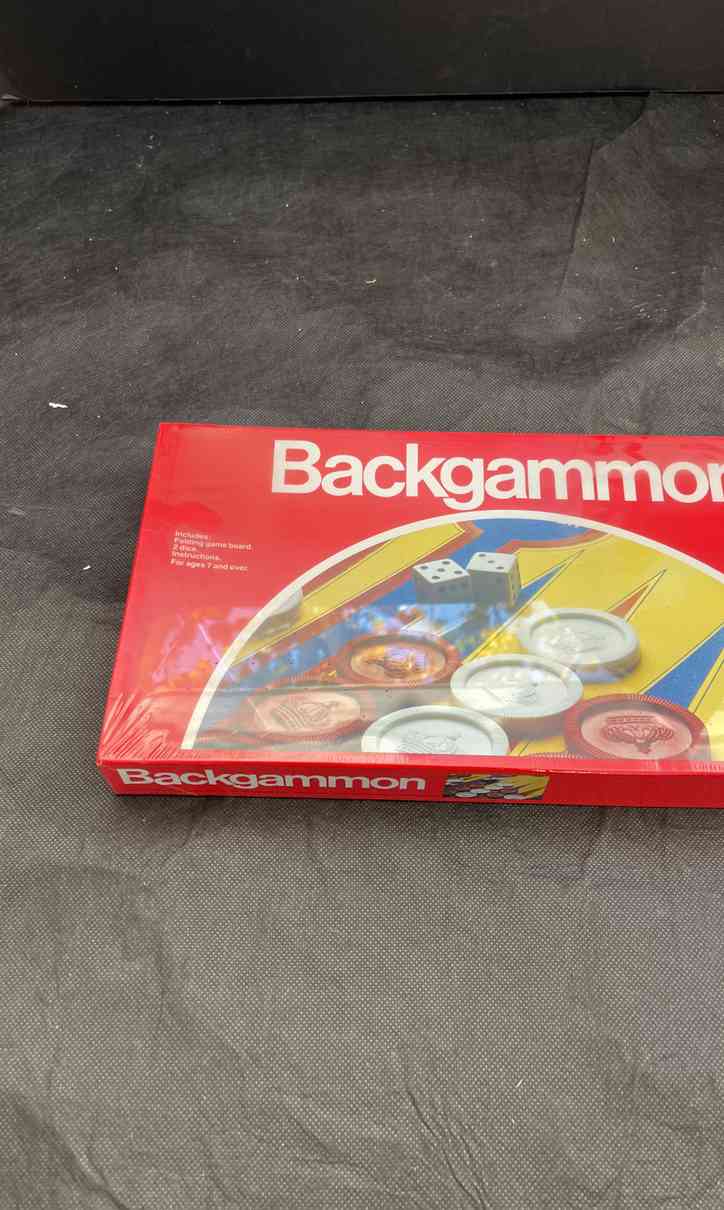 Backgammon
Includes:
Folding game board.
2 dice.
Instructions.
For ages 7 and over.
Backgammon